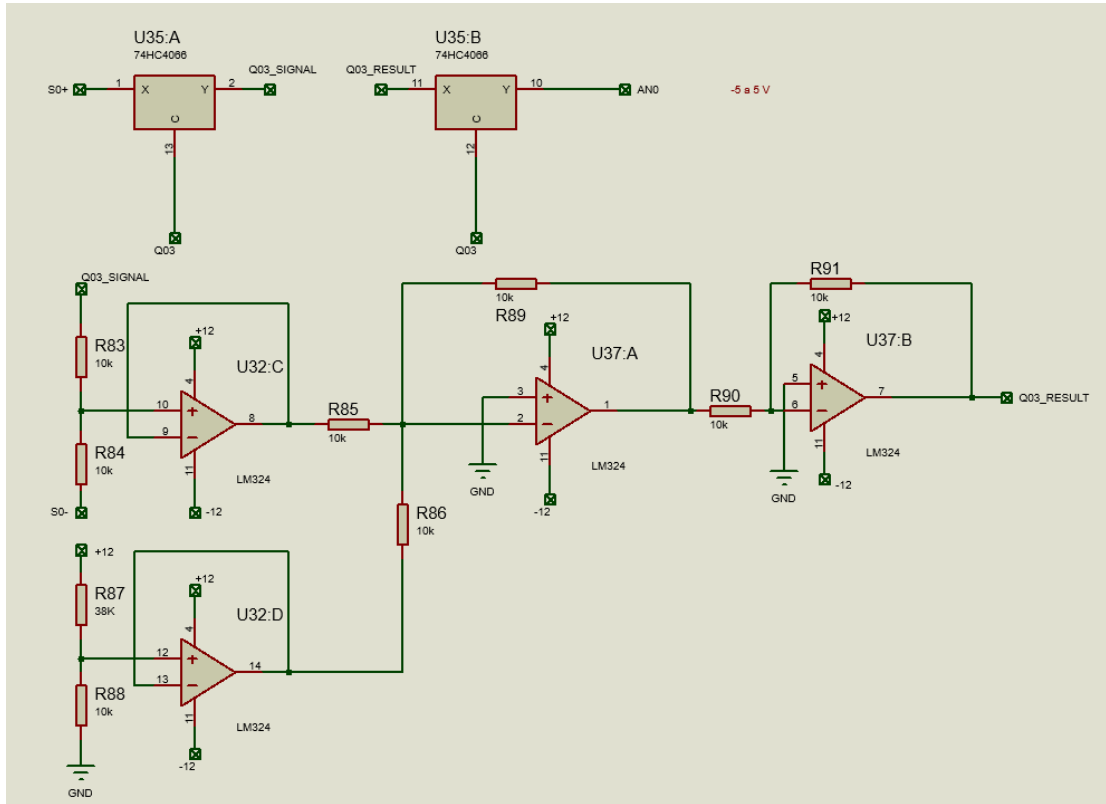 U35:A
74HC4066
S0+
1
X
Y
2
Q03_SIGNAL
C
13
Q03
U35:B
74HC4066
Q03_RESULT
11
X
Y
10
AN0
-5 a 5 V
C
12
Q03
Q03_SIGNAL
R83
10k
R84
10k
S0-
+12
4
U32:C
10
9
+
−
8
11
LM324
-12
R85
10k
R86
10k
+12
R87
38K
R88
10k
GND
+12
4
U32:D
12
13
+
−
14
11
LM324
-12
10k
R89
+12
4
U37:A
3
2
+
−
1
11
LM324
GND
-12
R90
10k
R91
10k
+12
4
U37:B
5
6
+
−
7
Q03_RESULT
11
LM324
GND
-12